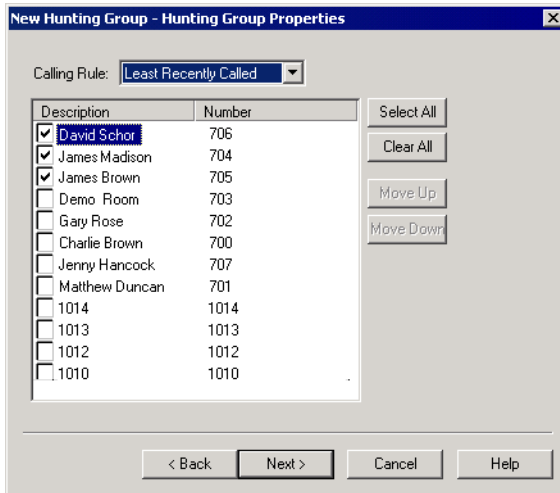 New Hunting Group - Hunting Group Properties
Calling Rule: Least Recently Called
Description Number
David Schor 706
James Madison 704
James Brown 705
Demo Room 703
Gary Rose 702
Charlie Brown 700
Jenny Hancock 707
Matthew Duncan 701
1014 1014
1013 1013
1012 1012
1010 1010
Select All
Clear All
Move Up
Move Down
< Back Next > Cancel Help